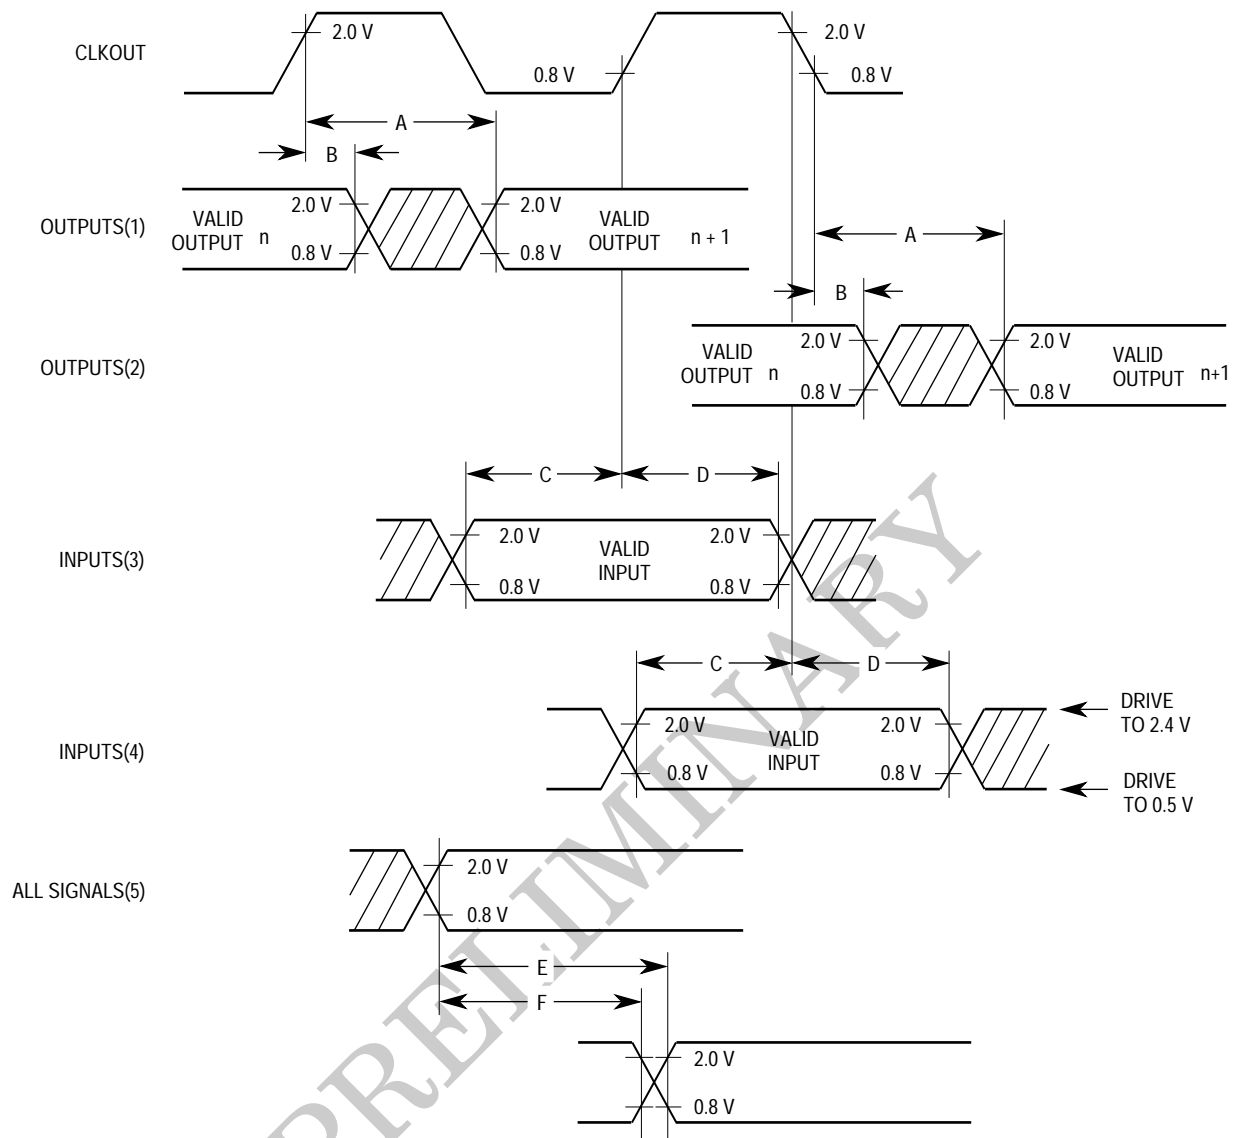 CLKOUT
2.0 V
0.8 V
2.0 V
0.8 V
A
B
OUTPUTS(1)
VALID
OUTPUT n
2.0 V
0.8 V
2.0 V
0.8 V
VALID
OUTPUT n + 1
A
B
OUTPUTS(2)
VALID
OUTPUT n
2.0 V
0.8 V
2.0 V
0.8 V
VALID
OUTPUT n+1
C
D
INPUTS(3)
2.0 V
0.8 V
VALID
INPUT
2.0 V
0.8 V
C
D
INPUTS(4)
2.0 V
0.8 V
VALID
INPUT
2.0 V
0.8 V
DRIVE
TO 2.4 V
DRIVE
TO 0.5 V
ALL SIGNALS(5)
2.0 V
0.8 V
E
F
2.0 V
0.8 V
PRELIMINARY